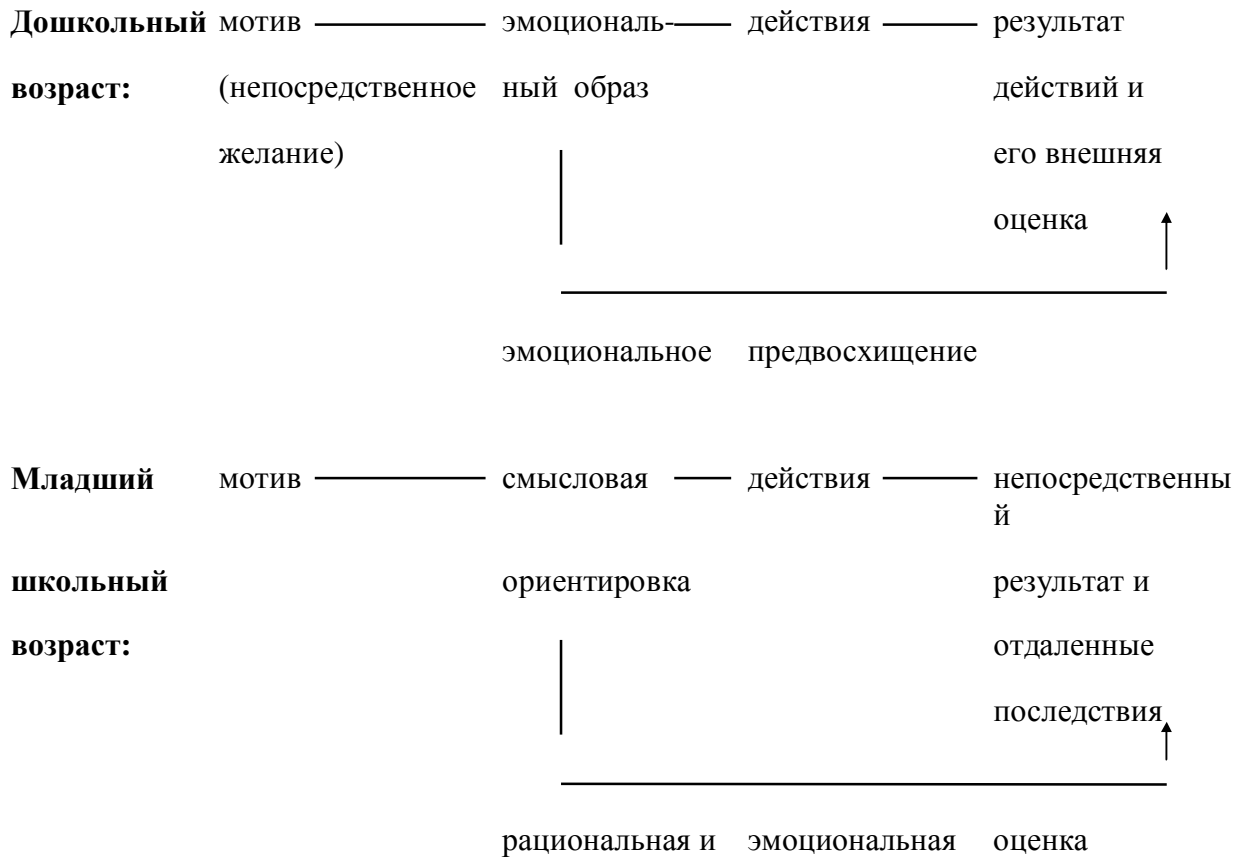 Дошкольный мотив эмоциональ- действия результат
возраст: (непосредственное ный образ действий и
желание) его внешняя
оценка
эмоциональное предвосхищение
Младший мотив смысловая действия непосредственны
й
школьный ориентировка результат и
возраст: отдаленные
последствия
рациональная и эмоциональная оценка